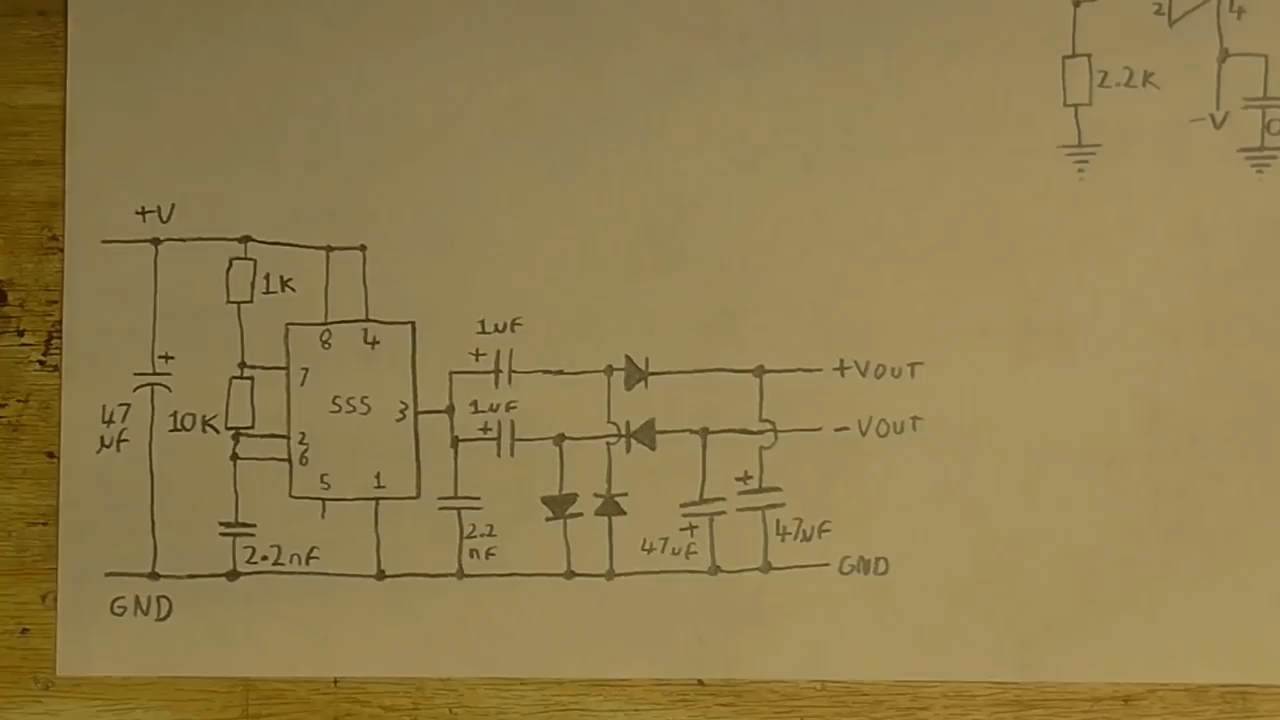 2 4
2.2K
-V
+V
1K
8 4
1uF
+
+
7
+VOUT
47
uF
10K
555
3
1uF
+
2
-VOUT
6
5 1
+
2.2
nF
+
47uF
47uF
2.2nF
GND
GND